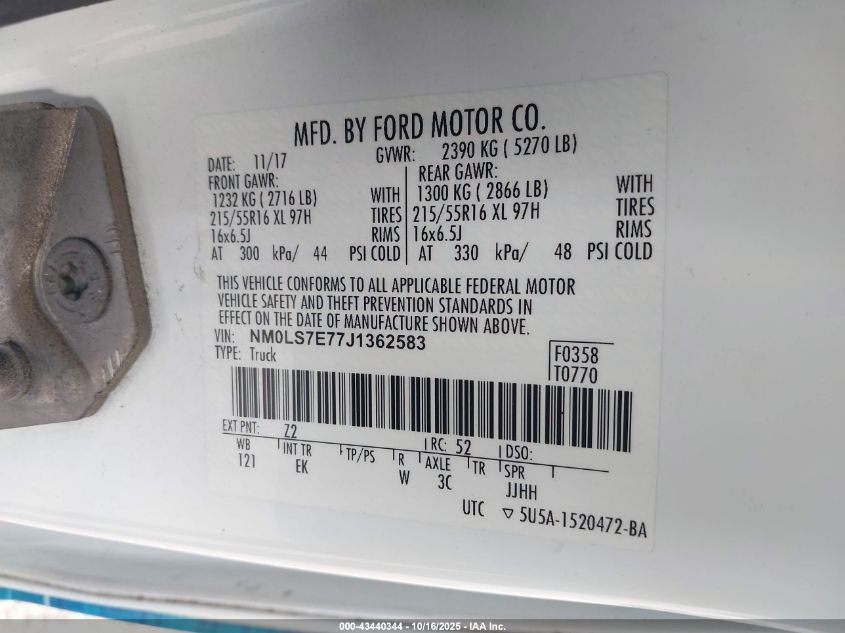 MFD. BY FORD MOTOR CO.
DATE: 11/17 GVWR: 2390 KG ( 5270 LB)
FRONT GAWR: REAR GAWR:
1232 KG ( 2716 LB) WITH 1300 KG ( 2866 LB) WITH
215/55R16 XL 97H TIRES 215/55R16 XL 97H TIRES
16x6.5J RIMS 16x6.5J RIMS
AT 300 kPa/ 44 PSI COLD AT 330 kPa/ 48 PSI COLD
THIS VEHICLE CONFORMS TO ALL APPLICABLE FEDERAL MOTOR
VEHICLE SAFETY AND THEFT PREVENTION STANDARDS IN
EFFECT ON THE DATE OF MANUFACTURE SHOWN ABOVE.
VIN: NM0LS7E77J1362583
TYPE: Truck
F0358
T0770
EXT PNT: Z2 RC: 52 DSO:
WB INT TR TP/PS R AXLE TR SPR
121 EK W 3C JJHH
UTC ▽ 5U5A-1520472-BA
000-43440344 - 10/16/2025 - IAA Inc.